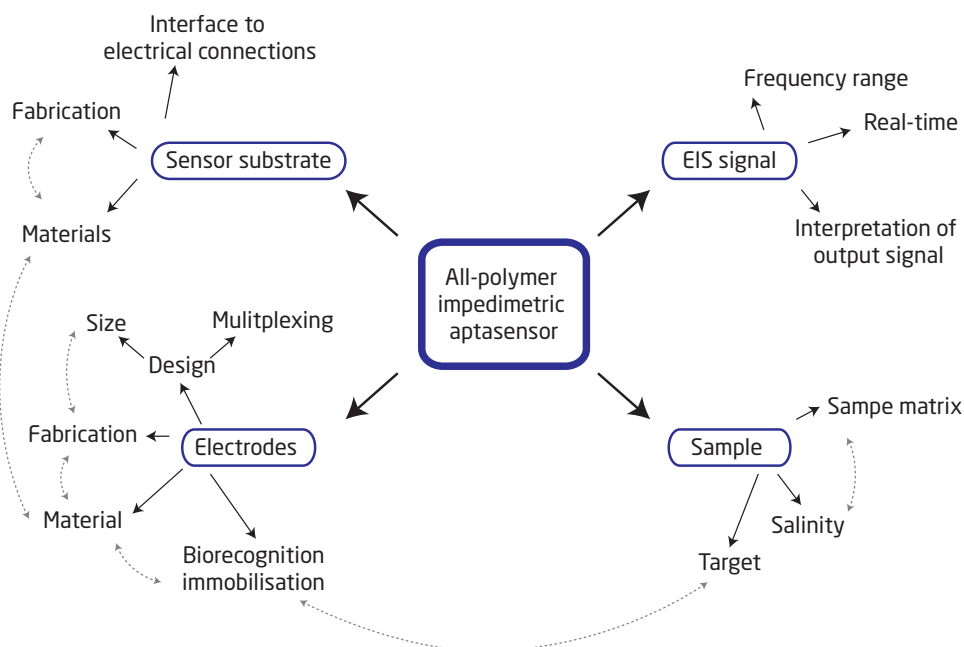 Interface to
electrical connections
Fabrication
Sensor substrate
Materials
Frequency range
Real-time
EIS signal
Interpretation of
output signal
All-polymer
impedimetric
aptasensor
Size
Mulitplexing
Design
Fabrication
Electrodes
Material
Biorecognition
immobilisation
Sampe matrix
Sample
Salinity
Target